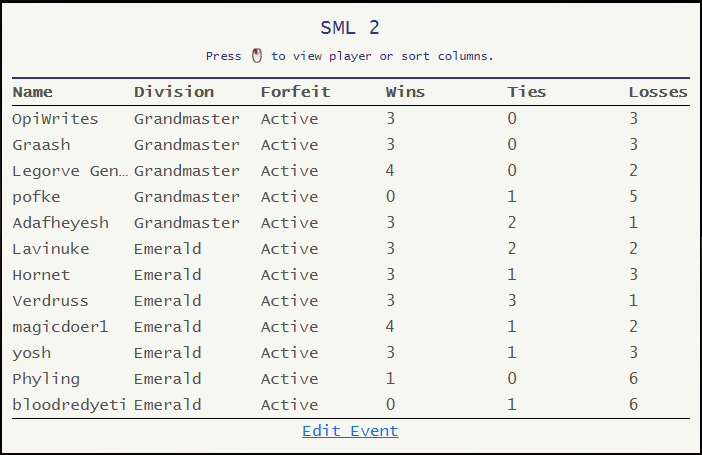 SML 2
Press to view player or sort columns.
Name Division Forfeit Wins Ties Losses
OpiWrites Grandmaster Active 3 0 3
Graash Grandmaster Active 3 0 3
Legorve Gen… Grandmaster Active 4 0 2
pofke Grandmaster Active 0 1 5
Adafheyesh Grandmaster Active 3 2 1
Lavinuke Emerald Active 3 2 2
Hornet Emerald Active 3 1 3
Verdruss Emerald Active 3 3 1
magicdoer1 Emerald Active 4 1 2
yosh Emerald Active 3 1 3
Phyling Emerald Active 1 0 6
bloodredyeti Emerald Active 0 1 6
Edit Event